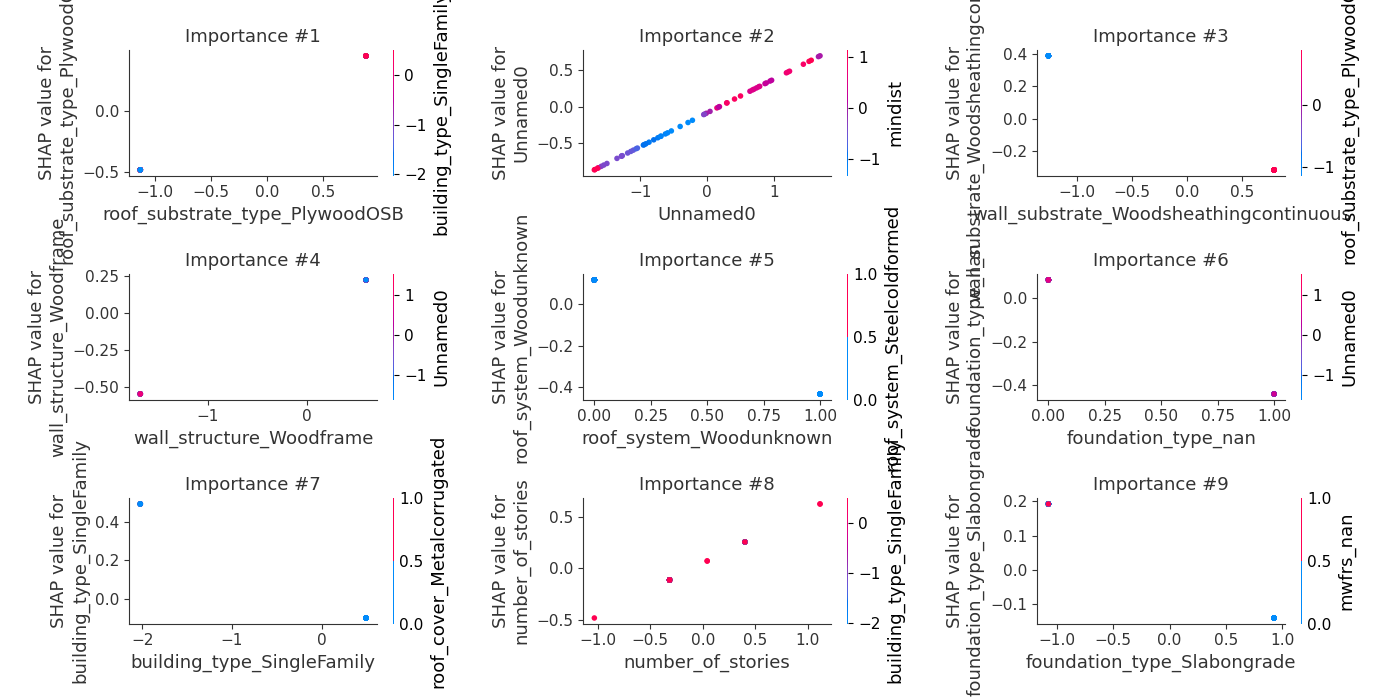 Importance #1
SHAP value for
roof_substrate_type_PlywoodOSB
0.0
−0.5
−1.0
−0.5
0.0
0.5
roof_substrate_type_PlywoodOSB
0
−1
−2
building_type_SingleFamily
Importance #2
SHAP value for
Unnamed0
0.5
0.0
−0.5
−1
0
1
Unnamed0
1
0
−1
mindist
Importance #3
SHAP value for
wall_substrate_Woodsheathingcontinuous
0.4
0.2
0.0
−0.2
−1.0
−0.5
0.0
0.5
wall_substrate_Woodsheathingcontinuous
0
−1
roof_substrate_type_PlywoodO
Importance #4
SHAP value for
wall_structure_Woodframe
0.25
0.00
−0.25
−0.50
−1
0
wall_structure_Woodframe
1
0
−1
Unnamed0
Importance #5
SHAP value for
roof_system_Woodunknown
0.0
−0.2
−0.4
0.00
0.25
0.50
0.75
1.00
roof_system_Woodunknown
1.0
0.5
0.0
roof_system_Steelcoldformed
Importance #6
SHAP value for
foundation_type_nan
0.0
−0.2
−0.4
0.00
0.25
0.50
0.75
1.00
foundation_type_nan
1
0
−1
Unnamed0
Importance #7
SHAP value for
building_type_SingleFamily
0.4
0.2
0.0
−2
−1
0
building_type_SingleFamily
1.0
0.5
0.0
roof_cover_Metalcorrugated
Importance #8
SHAP value for
number_of_stories
0.5
0.0
−0.5
−1.0
−0.5
0.0
0.5
1.0
number_of_stories
0
−1
−2
building_type_SingleFamily
Importance #9
SHAP value for
foundation_type_Slabongrade
0.2
0.1
0.0
−0.1
−1.0
−0.5
0.0
0.5
1.0
foundation_type_Slabongrade
1.0
0.5
0.0
mwfrs_nan